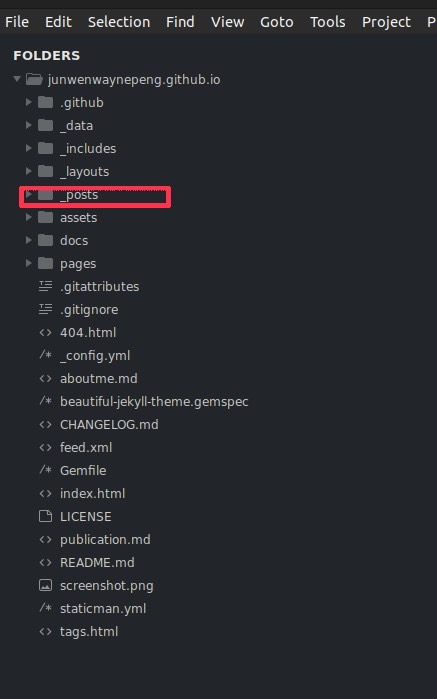 File Edit Selection Find View Goto Tools Project P
FOLDERS
junwenwaynepeng.github.io
.github
_data
_includes
_layouts
_posts
assets
docs
pages
.gitattributes
.gitignore
404.html
_config.yml
aboutme.md
beautiful-jekyll-theme.gemspec
CHANGELOG.md
feed.xml
Gemfile
index.html
LICENSE
publication.md
README.md
screenshot.png
staticman.yml
tags.html